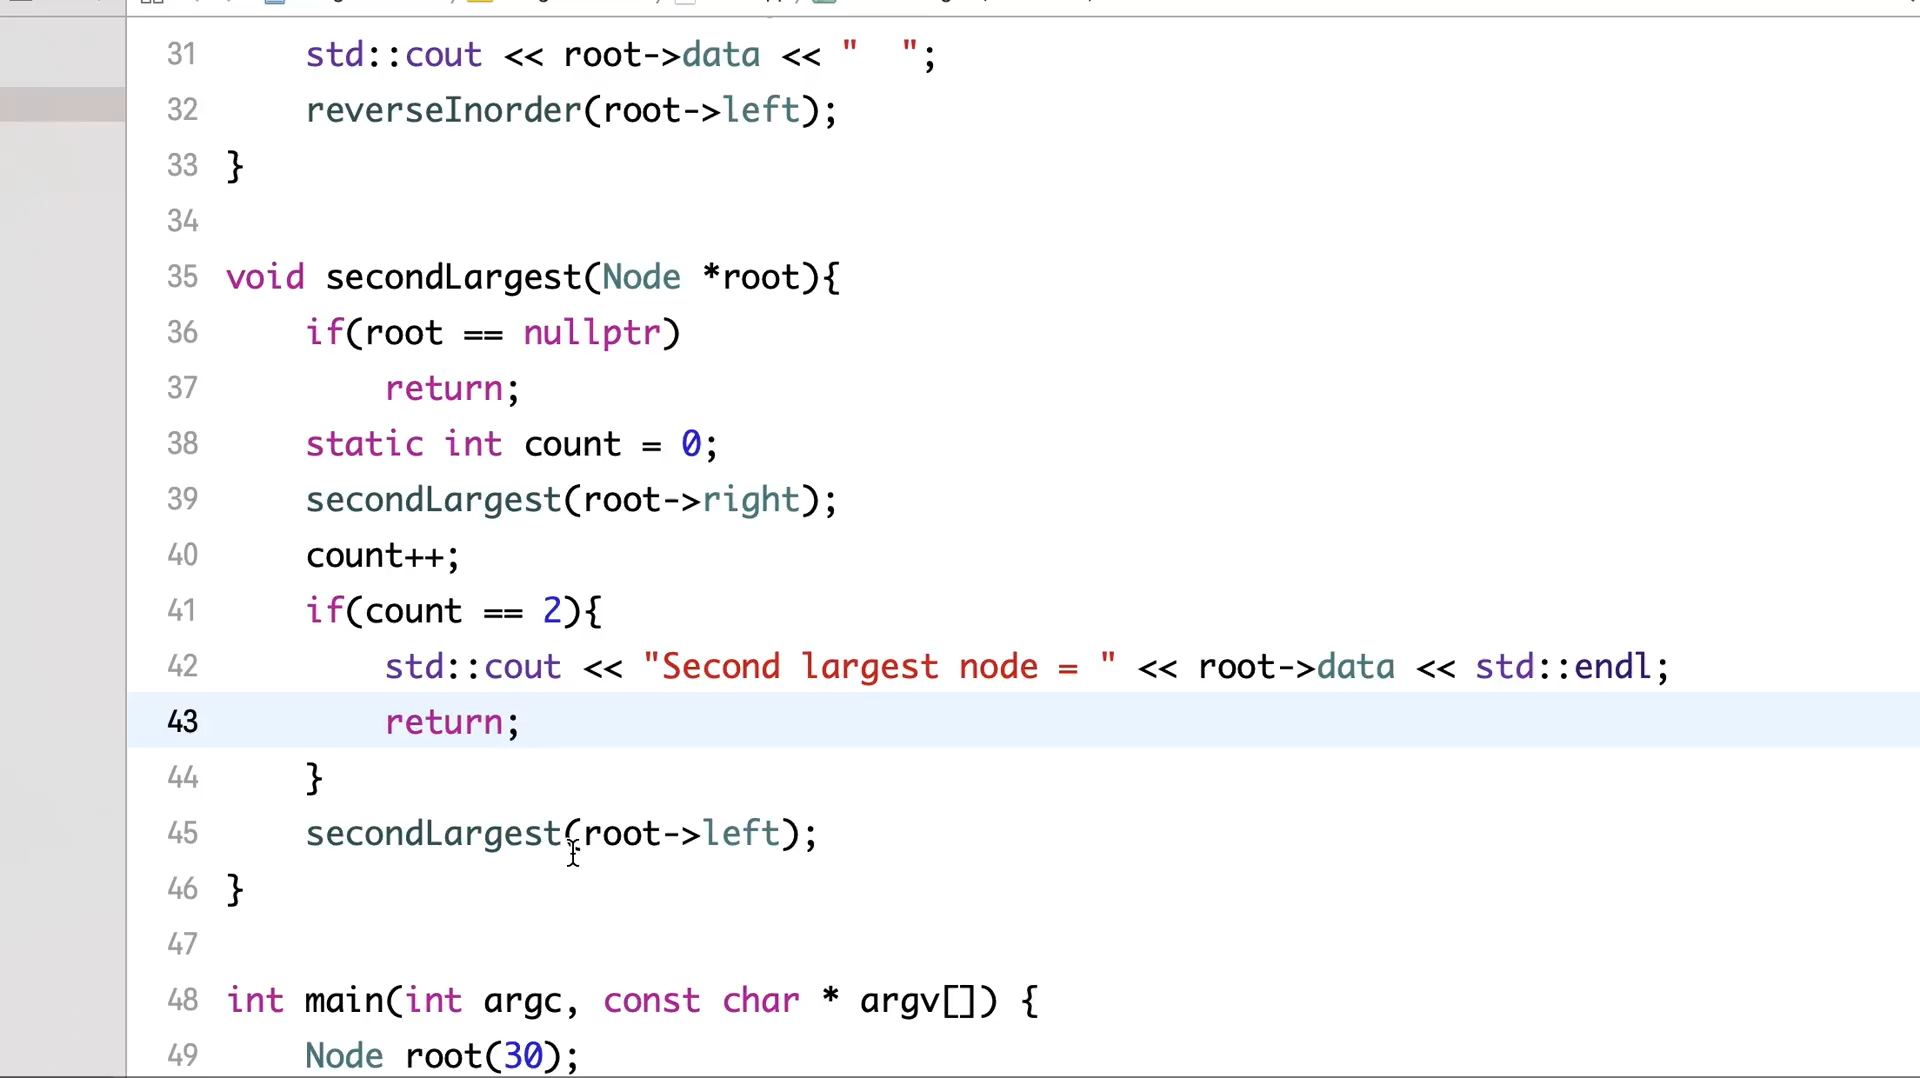 31 std::cout << root->data << "  ";
32 reverseInorder(root->left);
33 }
34
35 void secondLargest(Node *root){
36 if(root == nullptr)
37 return;
38 static int count = 0;
39 secondLargest(root->right);
40 count++;
41 if(count == 2){
42 std::cout << "Second largest node = " << root->data << std::endl;
43 return;
44 }
45 secondLargest(root->left);
46 }
47
48 int main(int argc, const char * argv[]) {
49 Node root(30);